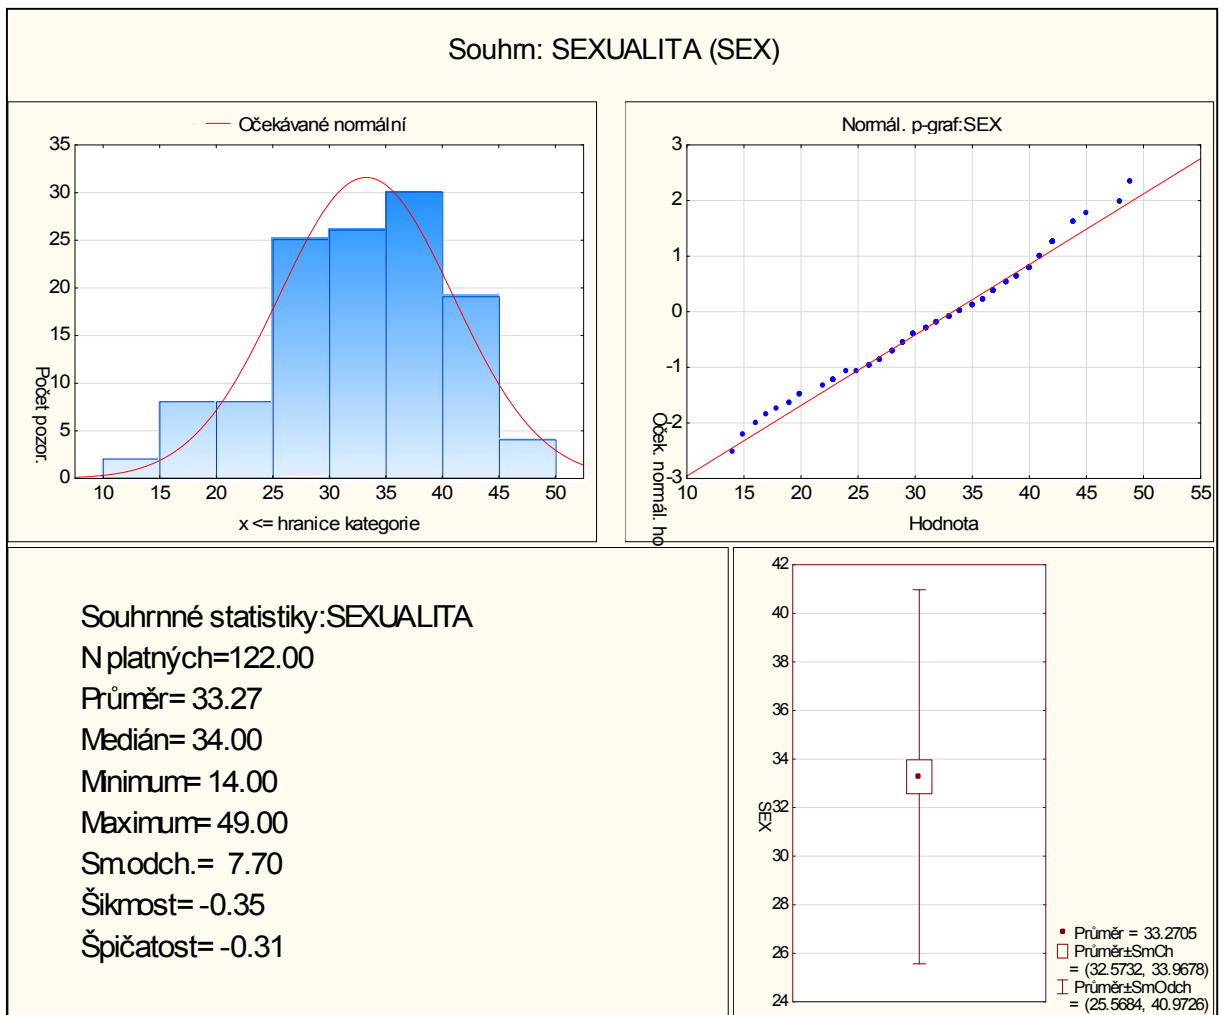 Souhrn: SEXUALITA (SEX)
Očekávané normální
35
30
25
20
15
10
5
0
Počet pozor.
10 15 20 25 30 35 40 45 50
x <= hranice kategorie
Normál. p-graf:SEX
3
2
1
0
-1
-2
-3
Oček. normál. ho
10 15 20 25 30 35 40 45 50 55
Hodnota
Souhrnné statistiky:SEXUALITA
N platných=122.00
Průměr= 33.27
Medián= 34.00
Minimum= 14.00
Maximum= 49.00
Sm.odch.= 7.70
Šikmost= -0.35
Špičatost= -0.31
42
40
38
36
34
32
30
28
26
24
SEX
Průměr = 33.2705
Průměr±SmCh
= (32.5732, 33.9678)
Průměr±SmOdch
= (25.5684, 40.9726)